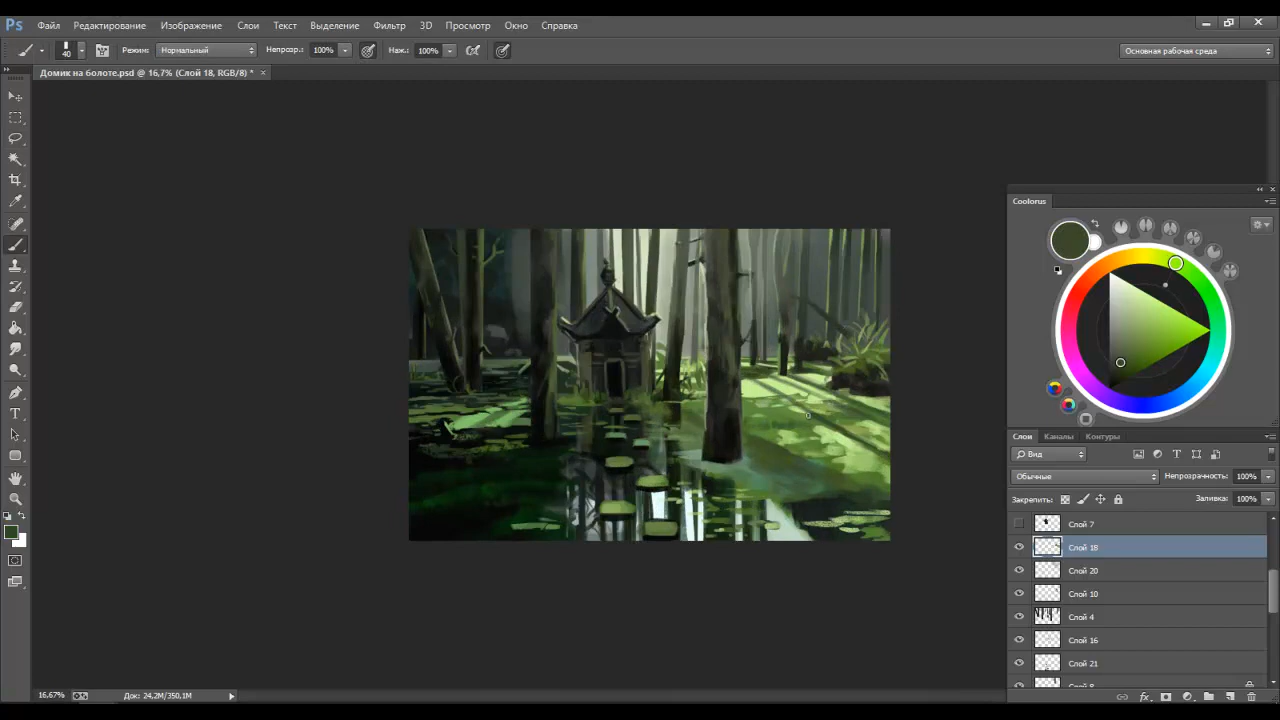 Ps Файл Редактирование Изображение Слои Текст Выделение Фильтр 3D Просмотр Окно Справка
40 Режим: Нормальный Непрозр.: 100% Наж.: 100% Основная рабочая среда
Домик на болоте.psd @ 16,7% (Слой 18, RGB/8) * ×
Coolorus
Слои Каналы Контуры
Вид
Обычные Непрозрачность: 100%
Закрепить: Заливка: 100%
Слой 7
Слой 18
Слой 20
Слой 10
Слой 4
Слой 16
Слой 21
Слой 8
16,67% Док: 24,2M/350,1M